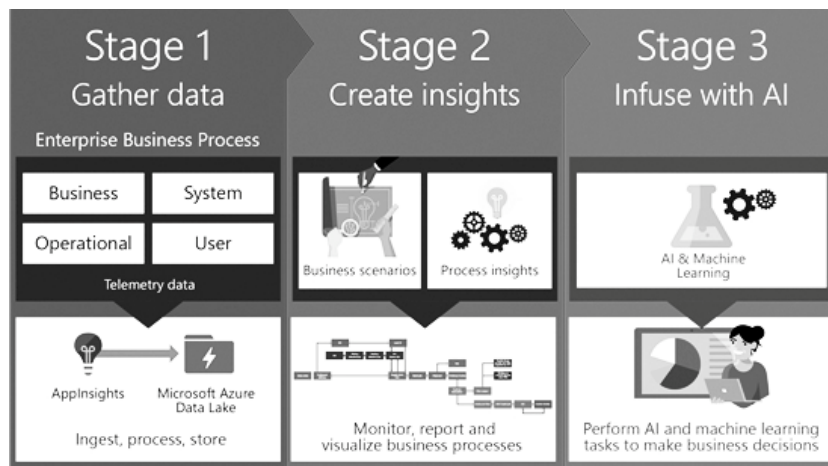 Stage 1
Gather data
Enterprise Business Process
Business
System
Operational
User
Telemetry data
AppInsights
Microsoft Azure
Data Lake
Ingest, process, store
Stage 2
Create insights
Business scenarios
Process insights
Monitor, report and
visualize business processes
Stage 3
Infuse with AI
AI & Machine
Learning
Perform AI and machine learning
tasks to make business decisions